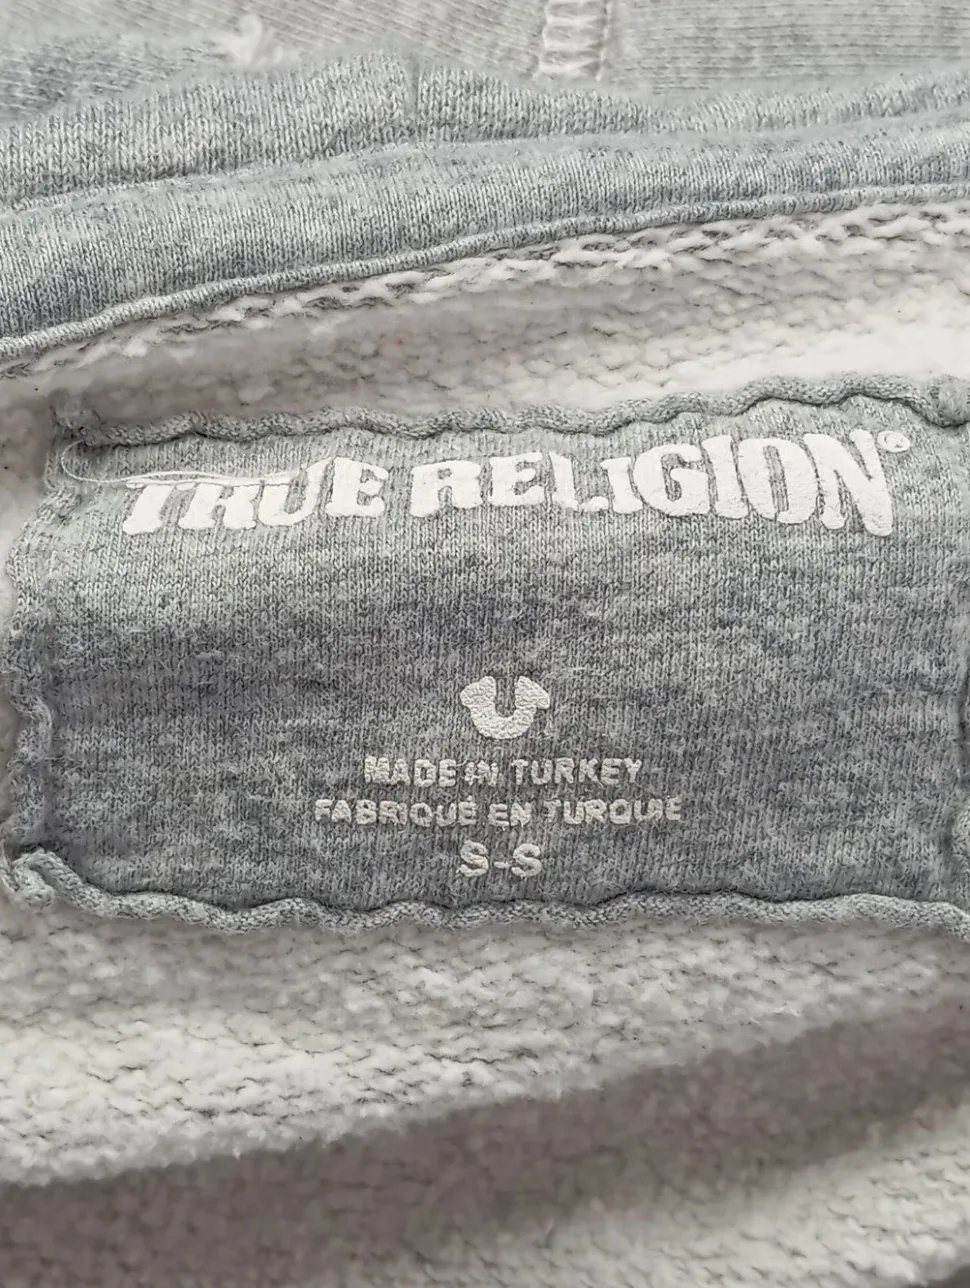 TRUE RELIGION®
MADE IN TURKEY
FABRIQUÉ EN TURQUIE
S-S